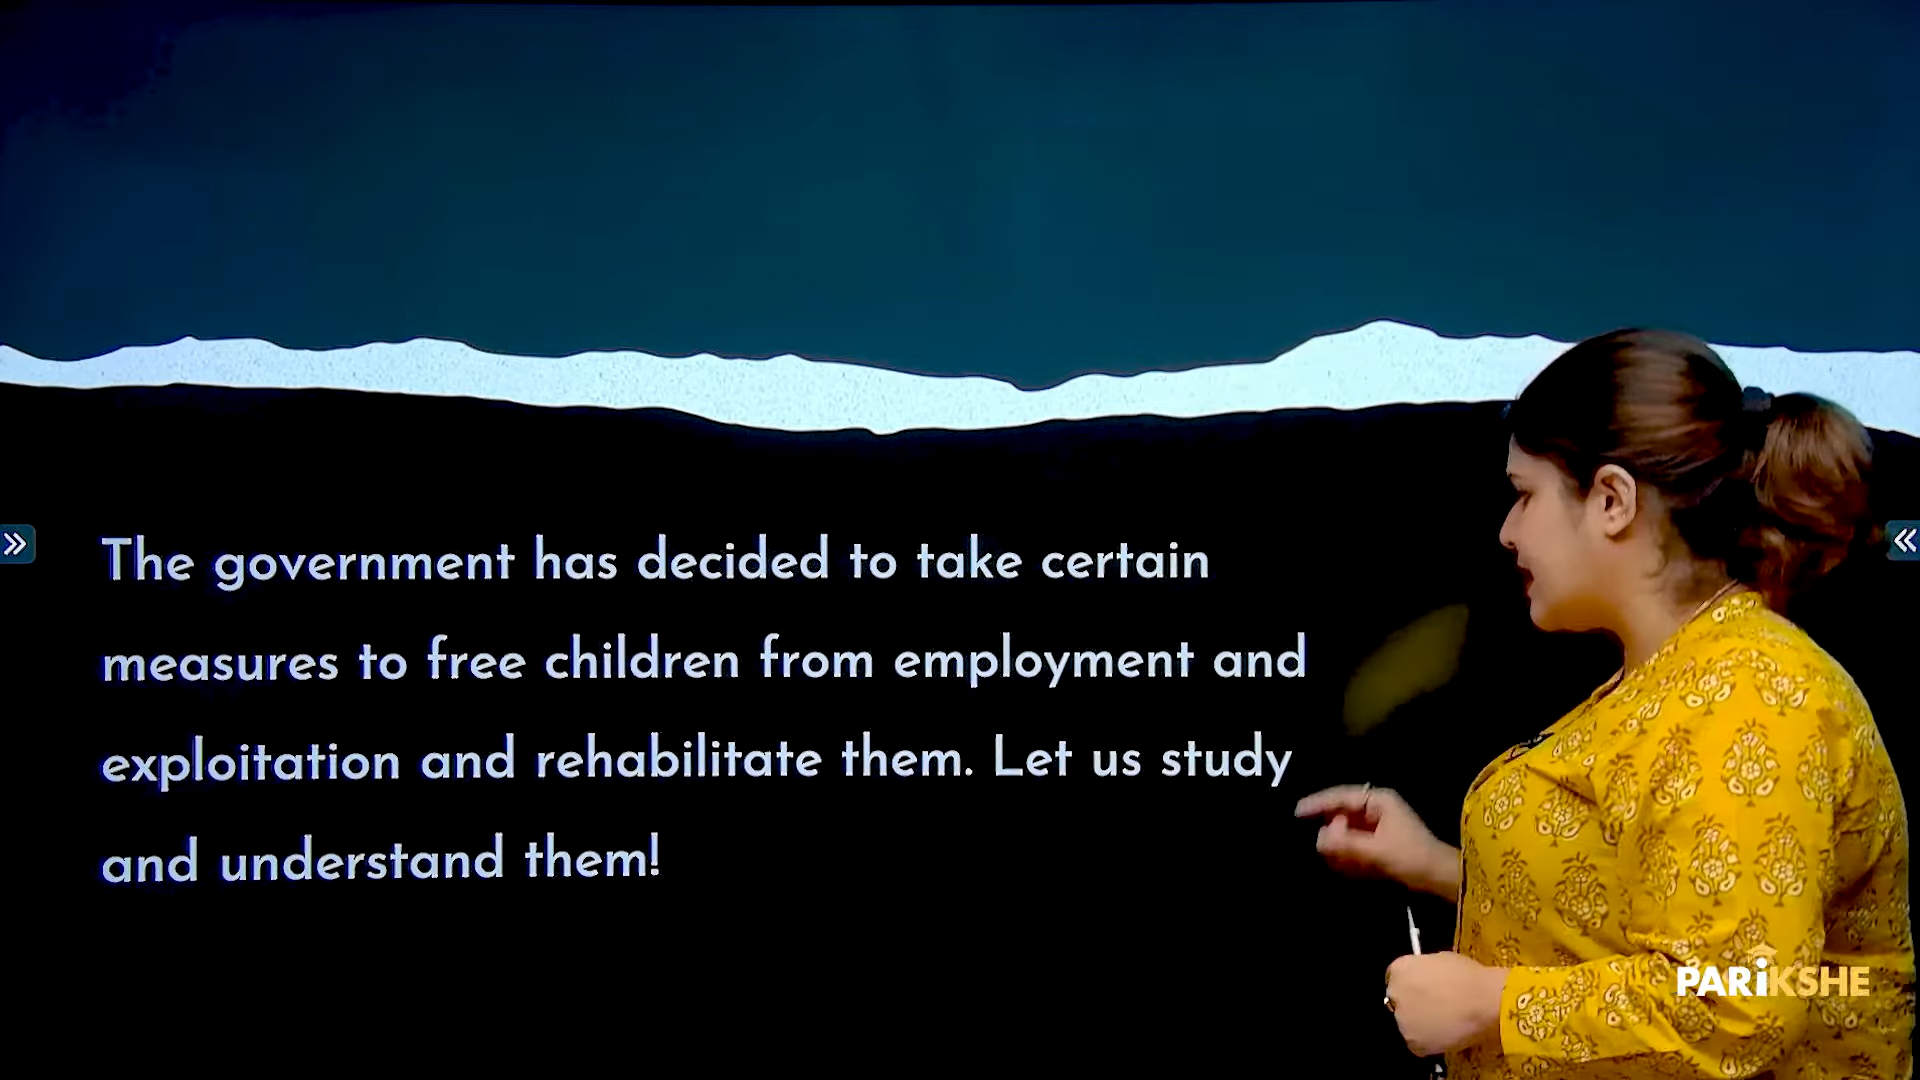 The government has decided to take certain
measures to free children from employment and
exploitation and rehabilitate them. Let us study
and understand them!
PARiKSHE